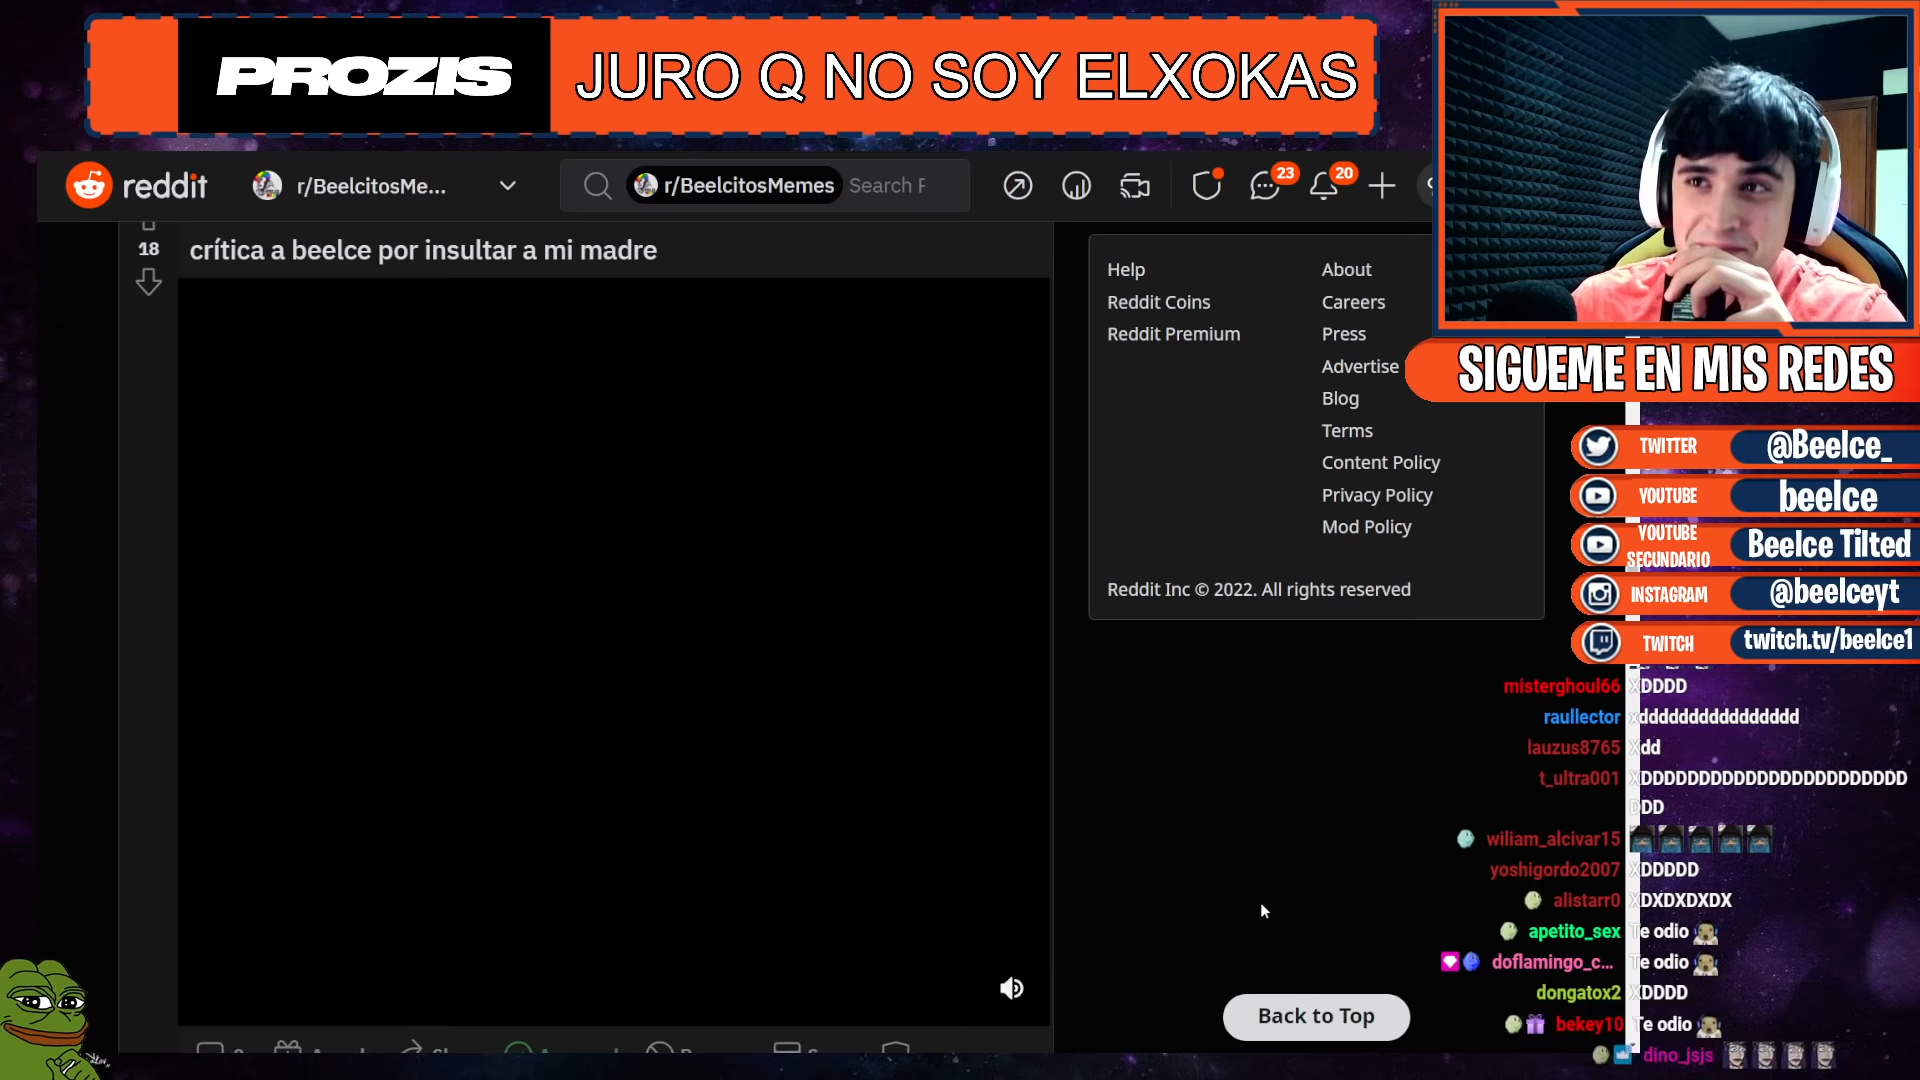 PROZIS
JURO Q NO SOY ELXOKAS
reddit
r/BeelcitosMe...
r/BeelcitosMemes
Search
23
20
18
crítica a beelce por insultar a mi madre
Help
Reddit Coins
Reddit Premium
About
Careers
Press
Advertise
Blog
Terms
Content Policy
Privacy Policy
Mod Policy
Reddit Inc © 2022. All rights reserved
Back to Top
SIGUEME EN MIS REDES
TWITTER @Beelce_
YOUTUBE beelce
YOUTUBE SECUNDARIO Beelce Tilted
INSTAGRAM @beelceyt
TWITCH twitch.tv/beelce1
misterghoul66 XDDDD
raullector xdddddddddddddddd
lauzus8765 Xdd
t_ultra001 XDDDDDDDDDDDDDDDDDDDDDDD
DDD
wiliam_alcivar15
yoshigordo2007 XDDDDD
alistarr0 XDXDXDXDX
apetito_sex Te odio
doflamingo_c... Te odio
dongatox2 XDDDD
bekey10 Te odio
dino_jsjs